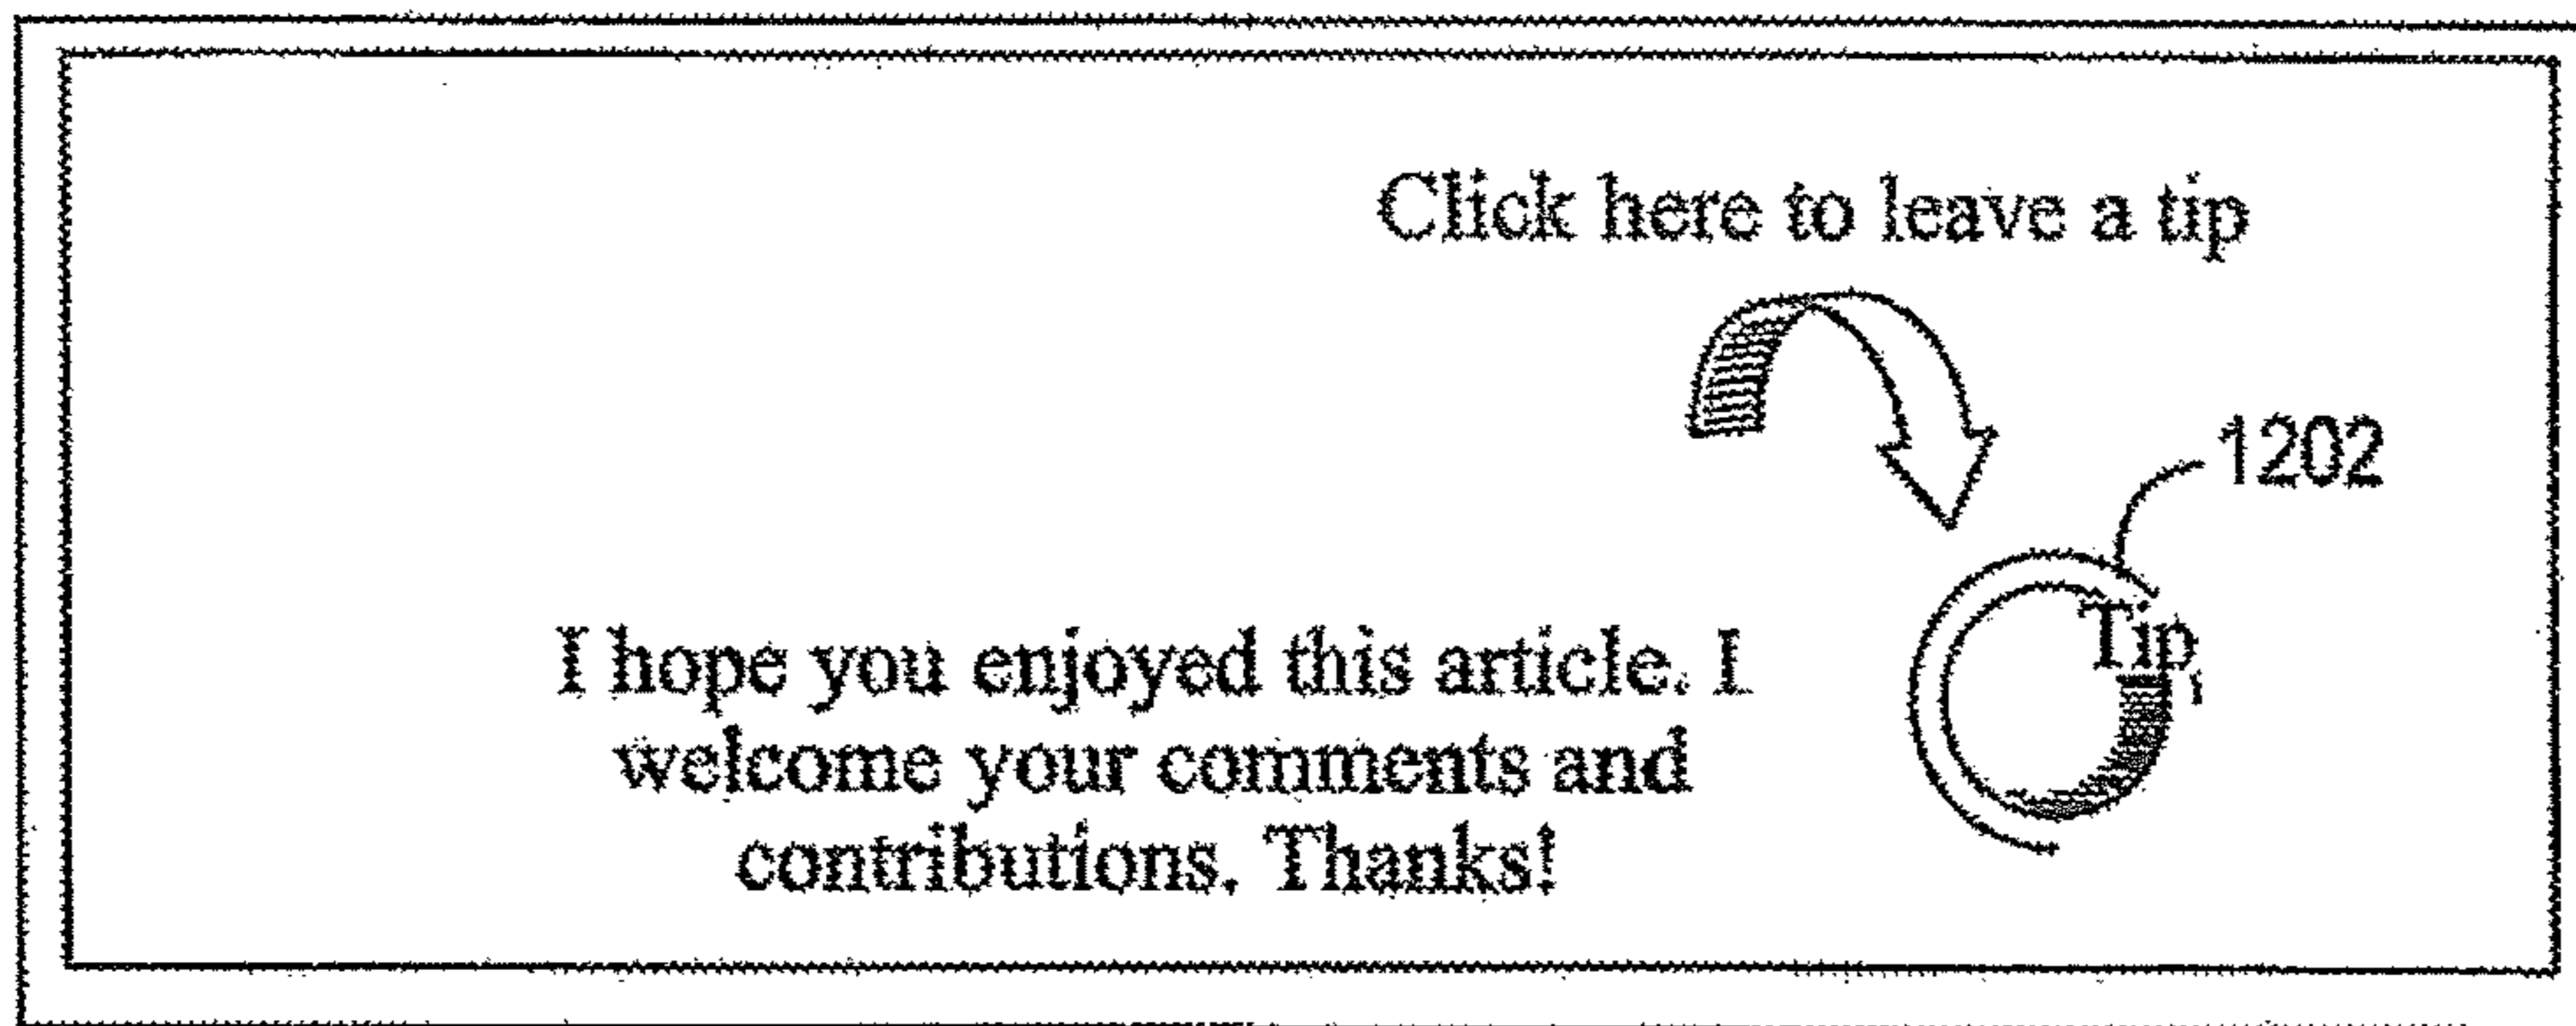 Click here to leave a tip
1202
Tip
I hope you enjoyed this article. I
welcome your comments and
contributions. Thanks!